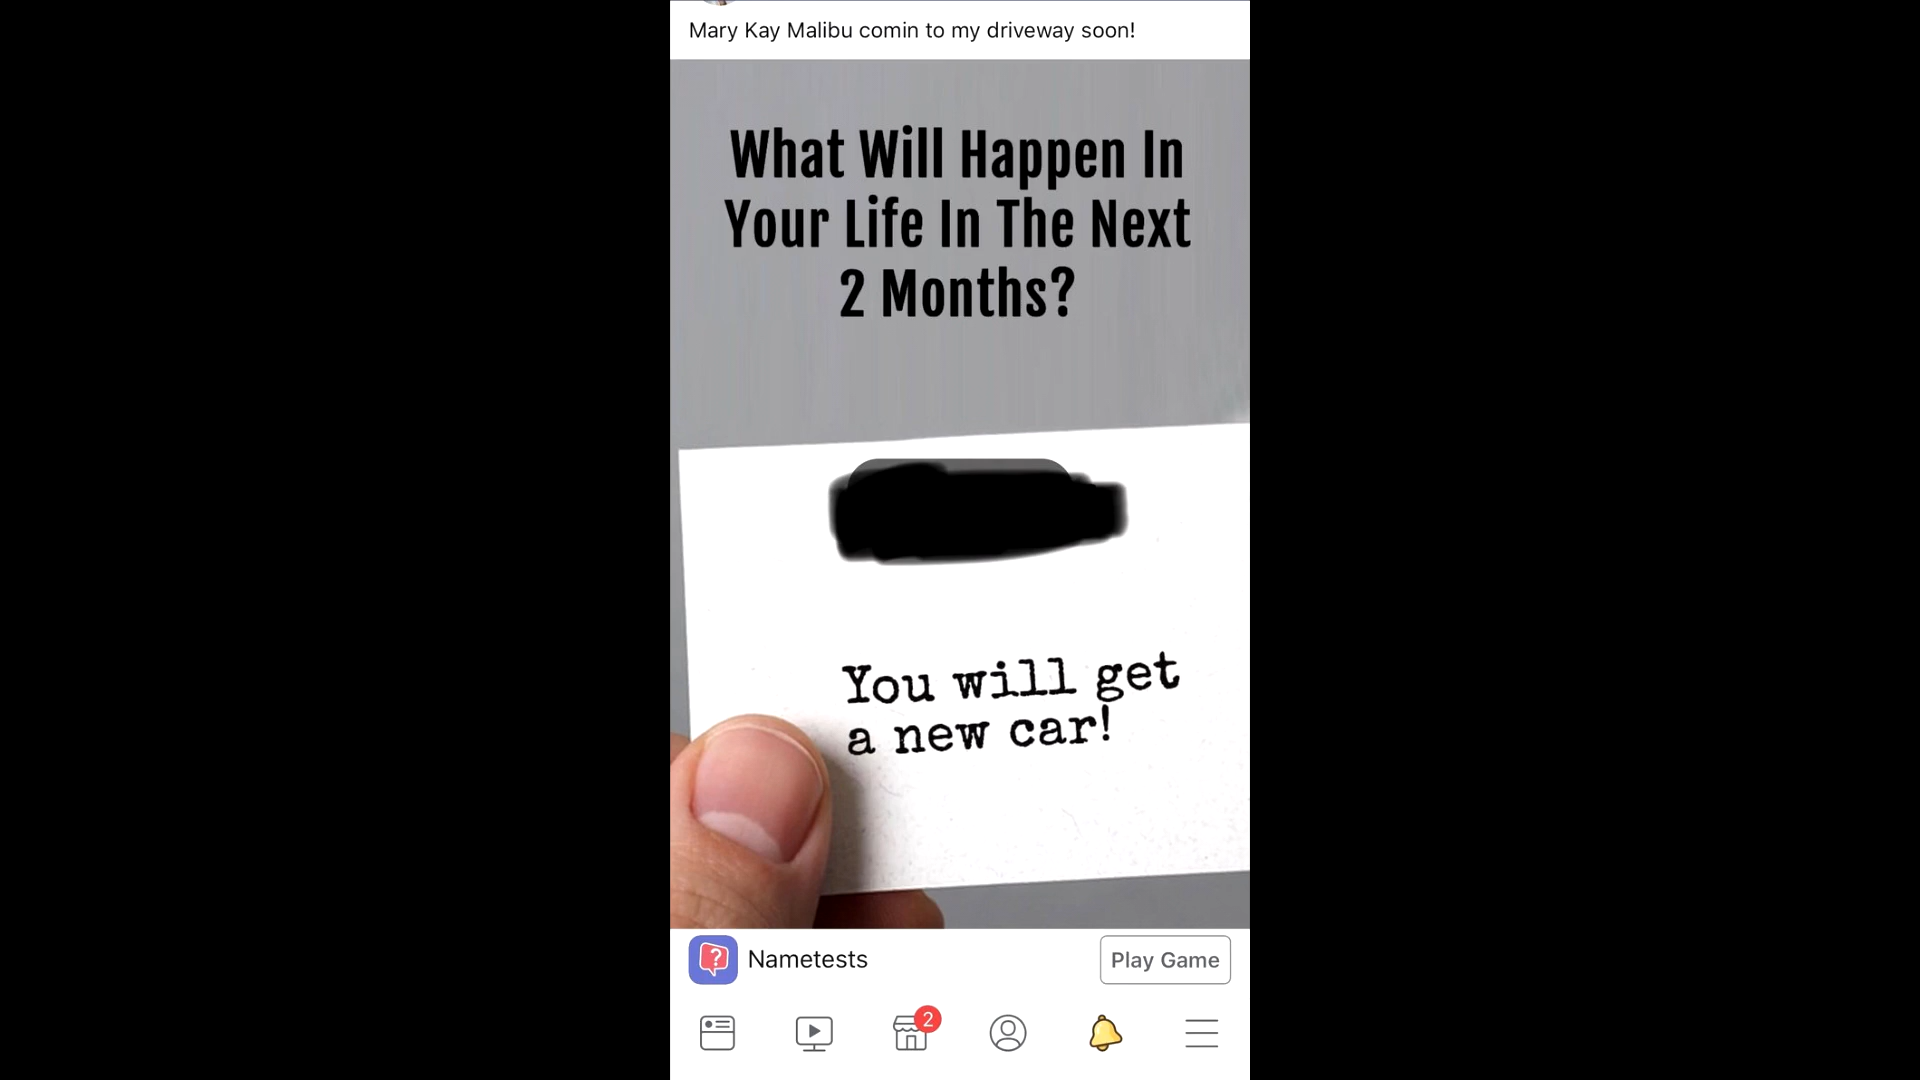 Mary Kay Malibu comin to my driveway soon!
What Will Happen In
Your Life In The Next
2 Months?
You will get
a new car!
Nametests
Play Game
2